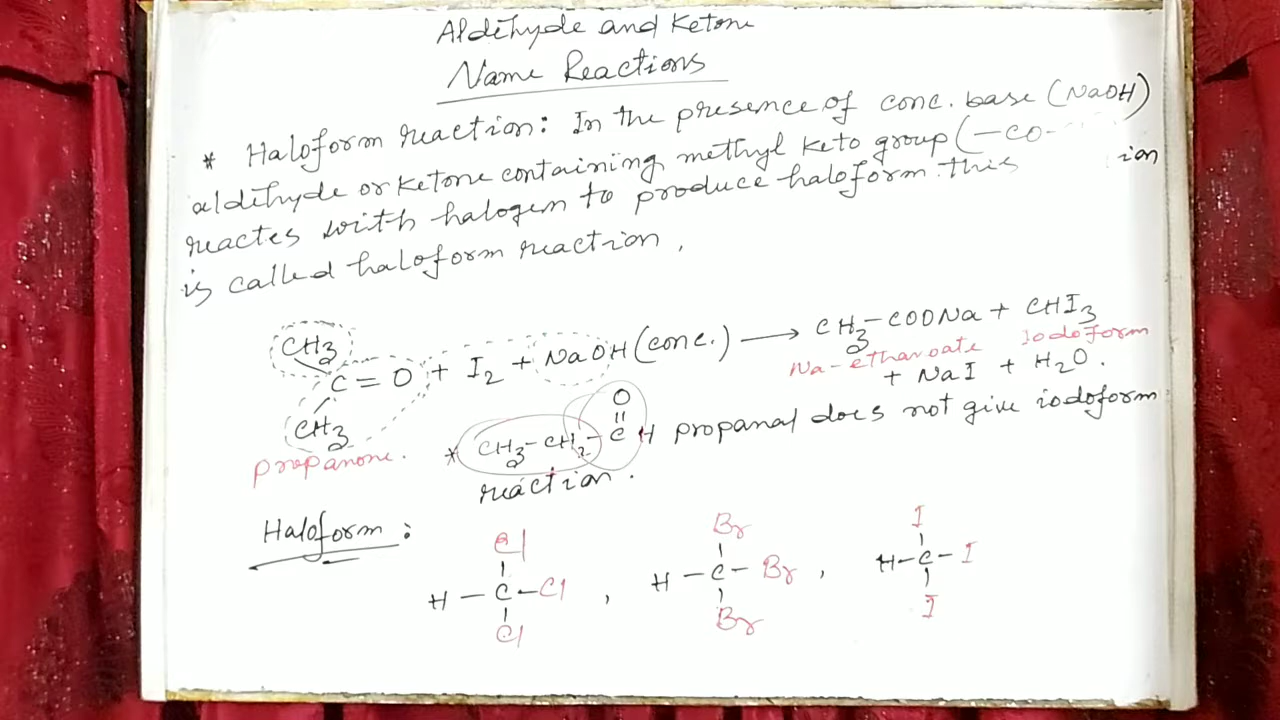 Aldehyde and Ketone
Name Reactions
* Haloform reaction: In the presence of conc. base (NaOH)
aldehyde or ketone containing methyl keto group (-CO-
reactes with halogen to produce haloform. this ion
is called haloform reaction,
CH3
C = O + I2 + NaOH (conc.) ⟶ CH3-COONa + CHI3
Na-ethanoate Iodoform
+ NaI + H2O.
CH3
propanone.
O
||
* CH3-CH2-C H propanal does not give iodoform
reaction.
Haloform:
Cl
H - C - Cl ,
Cl
Br
H - C - Br ,
Br
I
H - C - I
I